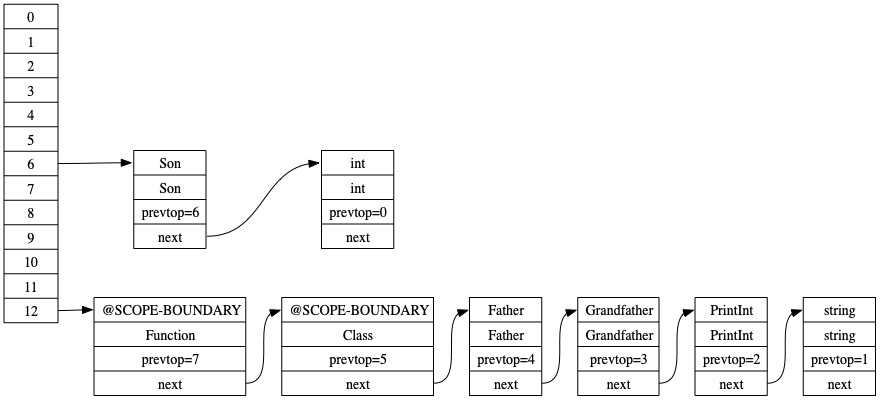 0
1
2
3
4
5
6
7
8
9
10
11
12
Son
Son
prevtop=6
next
int
int
prevtop=0
next
@SCOPE-BOUNDARY
Function
prevtop=7
next
@SCOPE-BOUNDARY
Class
prevtop=5
next
Father
Father
prevtop=4
next
Grandfather
Grandfather
prevtop=3
next
PrintInt
PrintInt
prevtop=2
next
string
string
prevtop=1
next